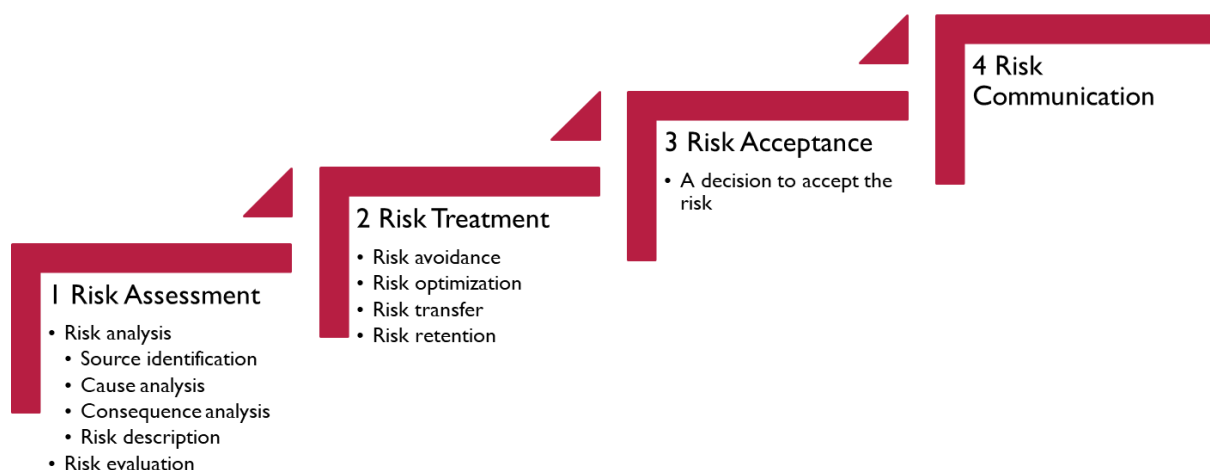 1 Risk Assessment
• Risk analysis
• Source identification
• Cause analysis
• Consequence analysis
• Risk description
• Risk evaluation
2 Risk Treatment
• Risk avoidance
• Risk optimization
• Risk transfer
• Risk retention
3 Risk Acceptance
• A decision to accept the
risk
4 Risk
Communication